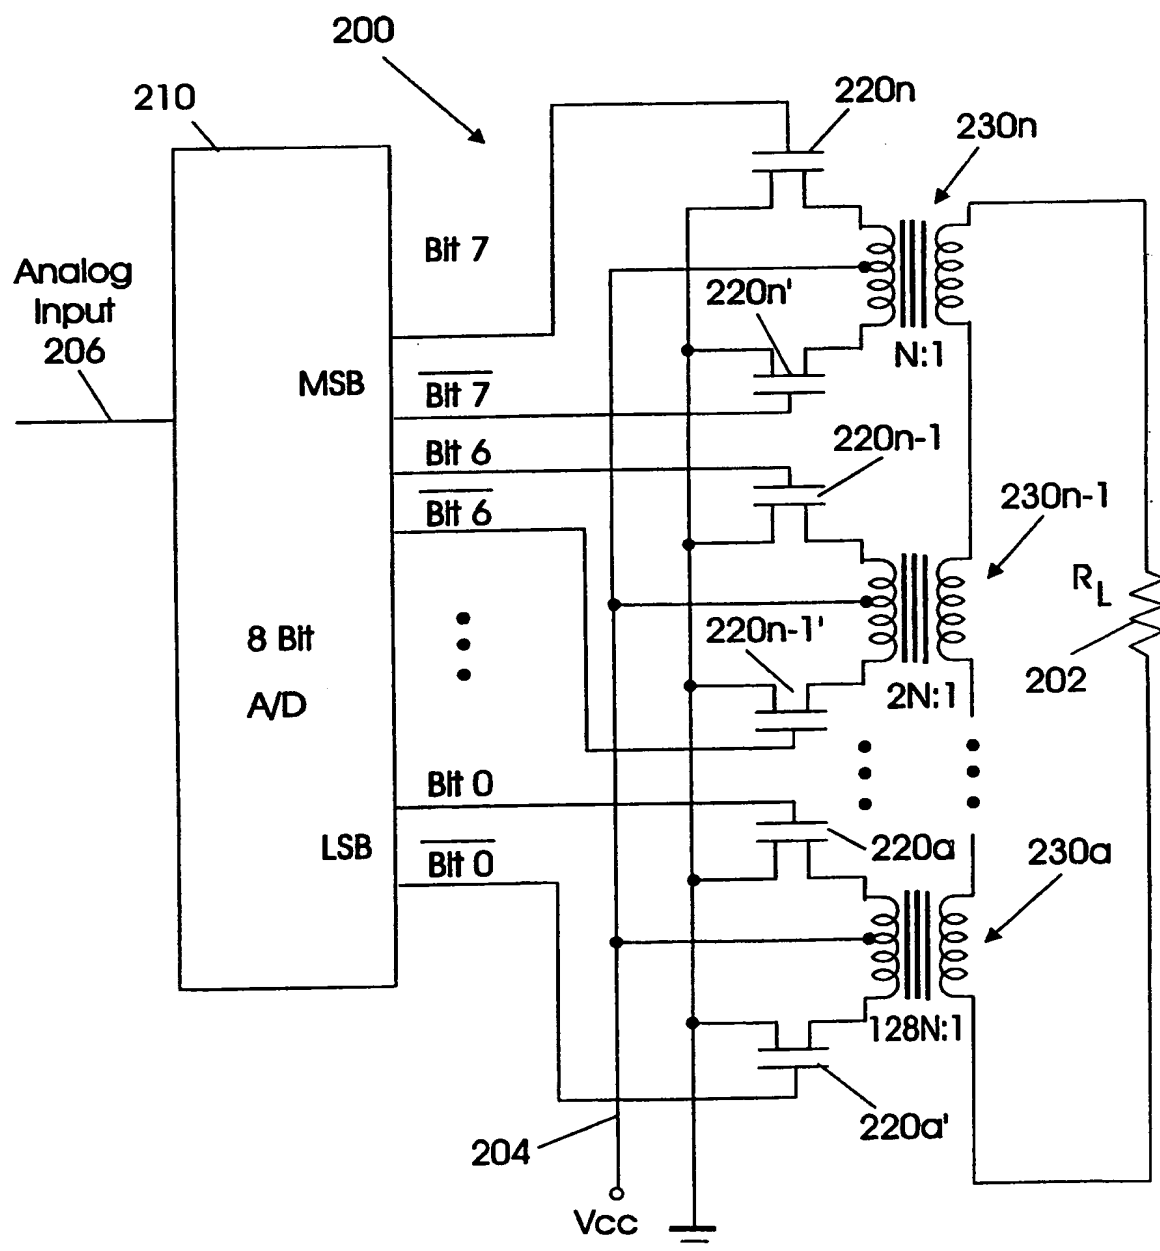 200
210
220n
230n
Bit 7
Analog
Input
206
220n'
N:1
MSB
Bit 7
Bit 6
220n-1
Bit 6
230n-1
R_L
220n-1'
8 Bit
A/D
202
2N:1
Bit 0
LSB
Bit 0
220a
230a
128N:1
220a'
204
Vcc